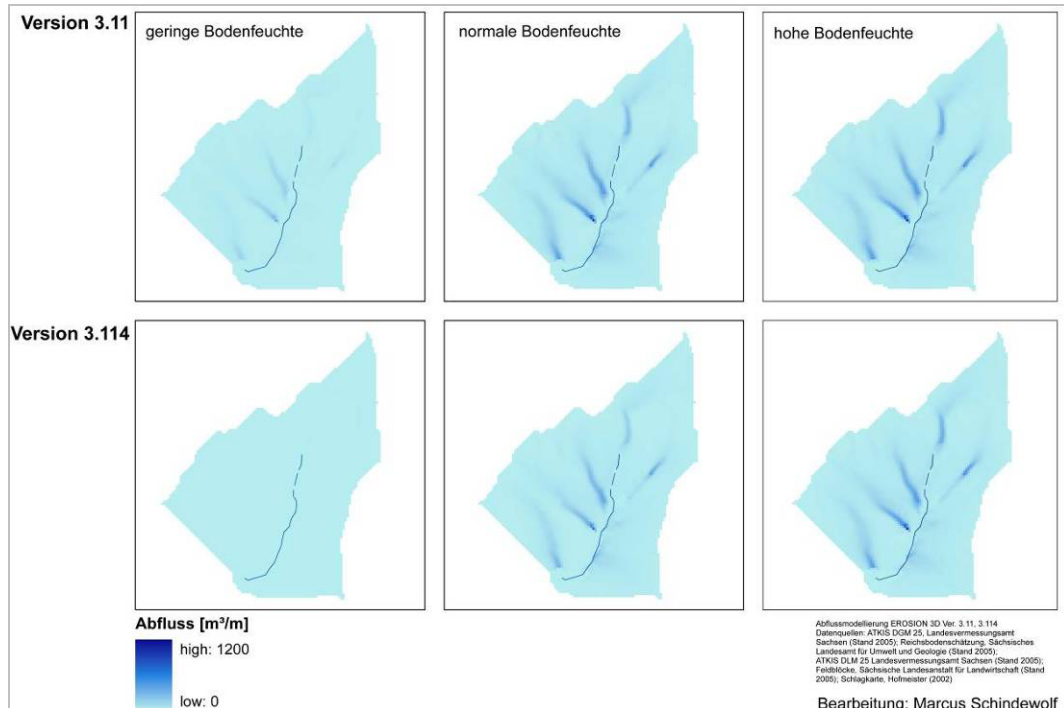 Version 3.11
geringe Bodenfeuchte
normale Bodenfeuchte
hohe Bodenfeuchte
Version 3.114
Abfluss [m³/m]
high: 1200
low: 0
Abflussmodellierung EROSION 3D Ver. 3.11, 3.114
Datenquellen: ATKIS DGM 25, Landesvermessungsamt
Sachsen (Stand 2005); Reichsbodenschätzung, Sächsisches
Landesamt für Umwelt und Geologie (Stand 2005);
ATKIS DLM 25 Landesvermessungsamt Sachsen (Stand 2005);
Feldblöcke, Sächsische Landesanstalt für Landwirtschaft (Stand
2005); Schlagkarte, Hofmeister (2002)
Bearbeitung: Marcus Schindewolf